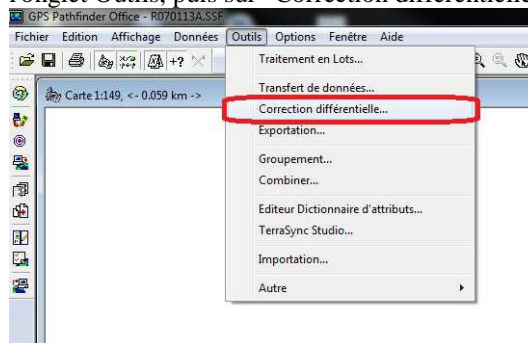 l'onglet Outils, puis sur "Correction différentielle
GPS Pathfinder Office - R070113A.SSF
Fichier Edition Affichage Données Outils Options Fenêtre Aide
Traitement en Lots...
Transfert de données...
Carte 1:149, <- 0.059 km ->
Correction différentielle...
Exportation...
Groupement...
Combiner...
Editeur Dictionnaire d'attributs...
TerraSync Studio...
Importation...
Autre